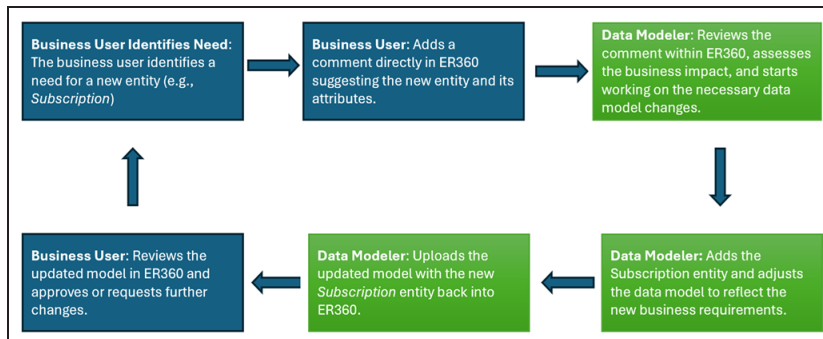 Business User Identifies Need:
The business user identifies a
need for a new entity (e.g.,
Subscription)
Business User: Adds a
comment directly in ER360
suggesting the new entity and its
attributes.
Data Modeler: Reviews the
comment within ER360, assesses
the business impact, and starts
working on the necessary data
model changes.
Business User: Reviews the
updated model in ER360 and
approves or requests further
changes.
Data Modeler: Uploads the
updated model with the new
Subscription entity back into
ER360.
Data Modeler: Adds the
Subscription entity and adjusts
the data model to reflect the
new business requirements.